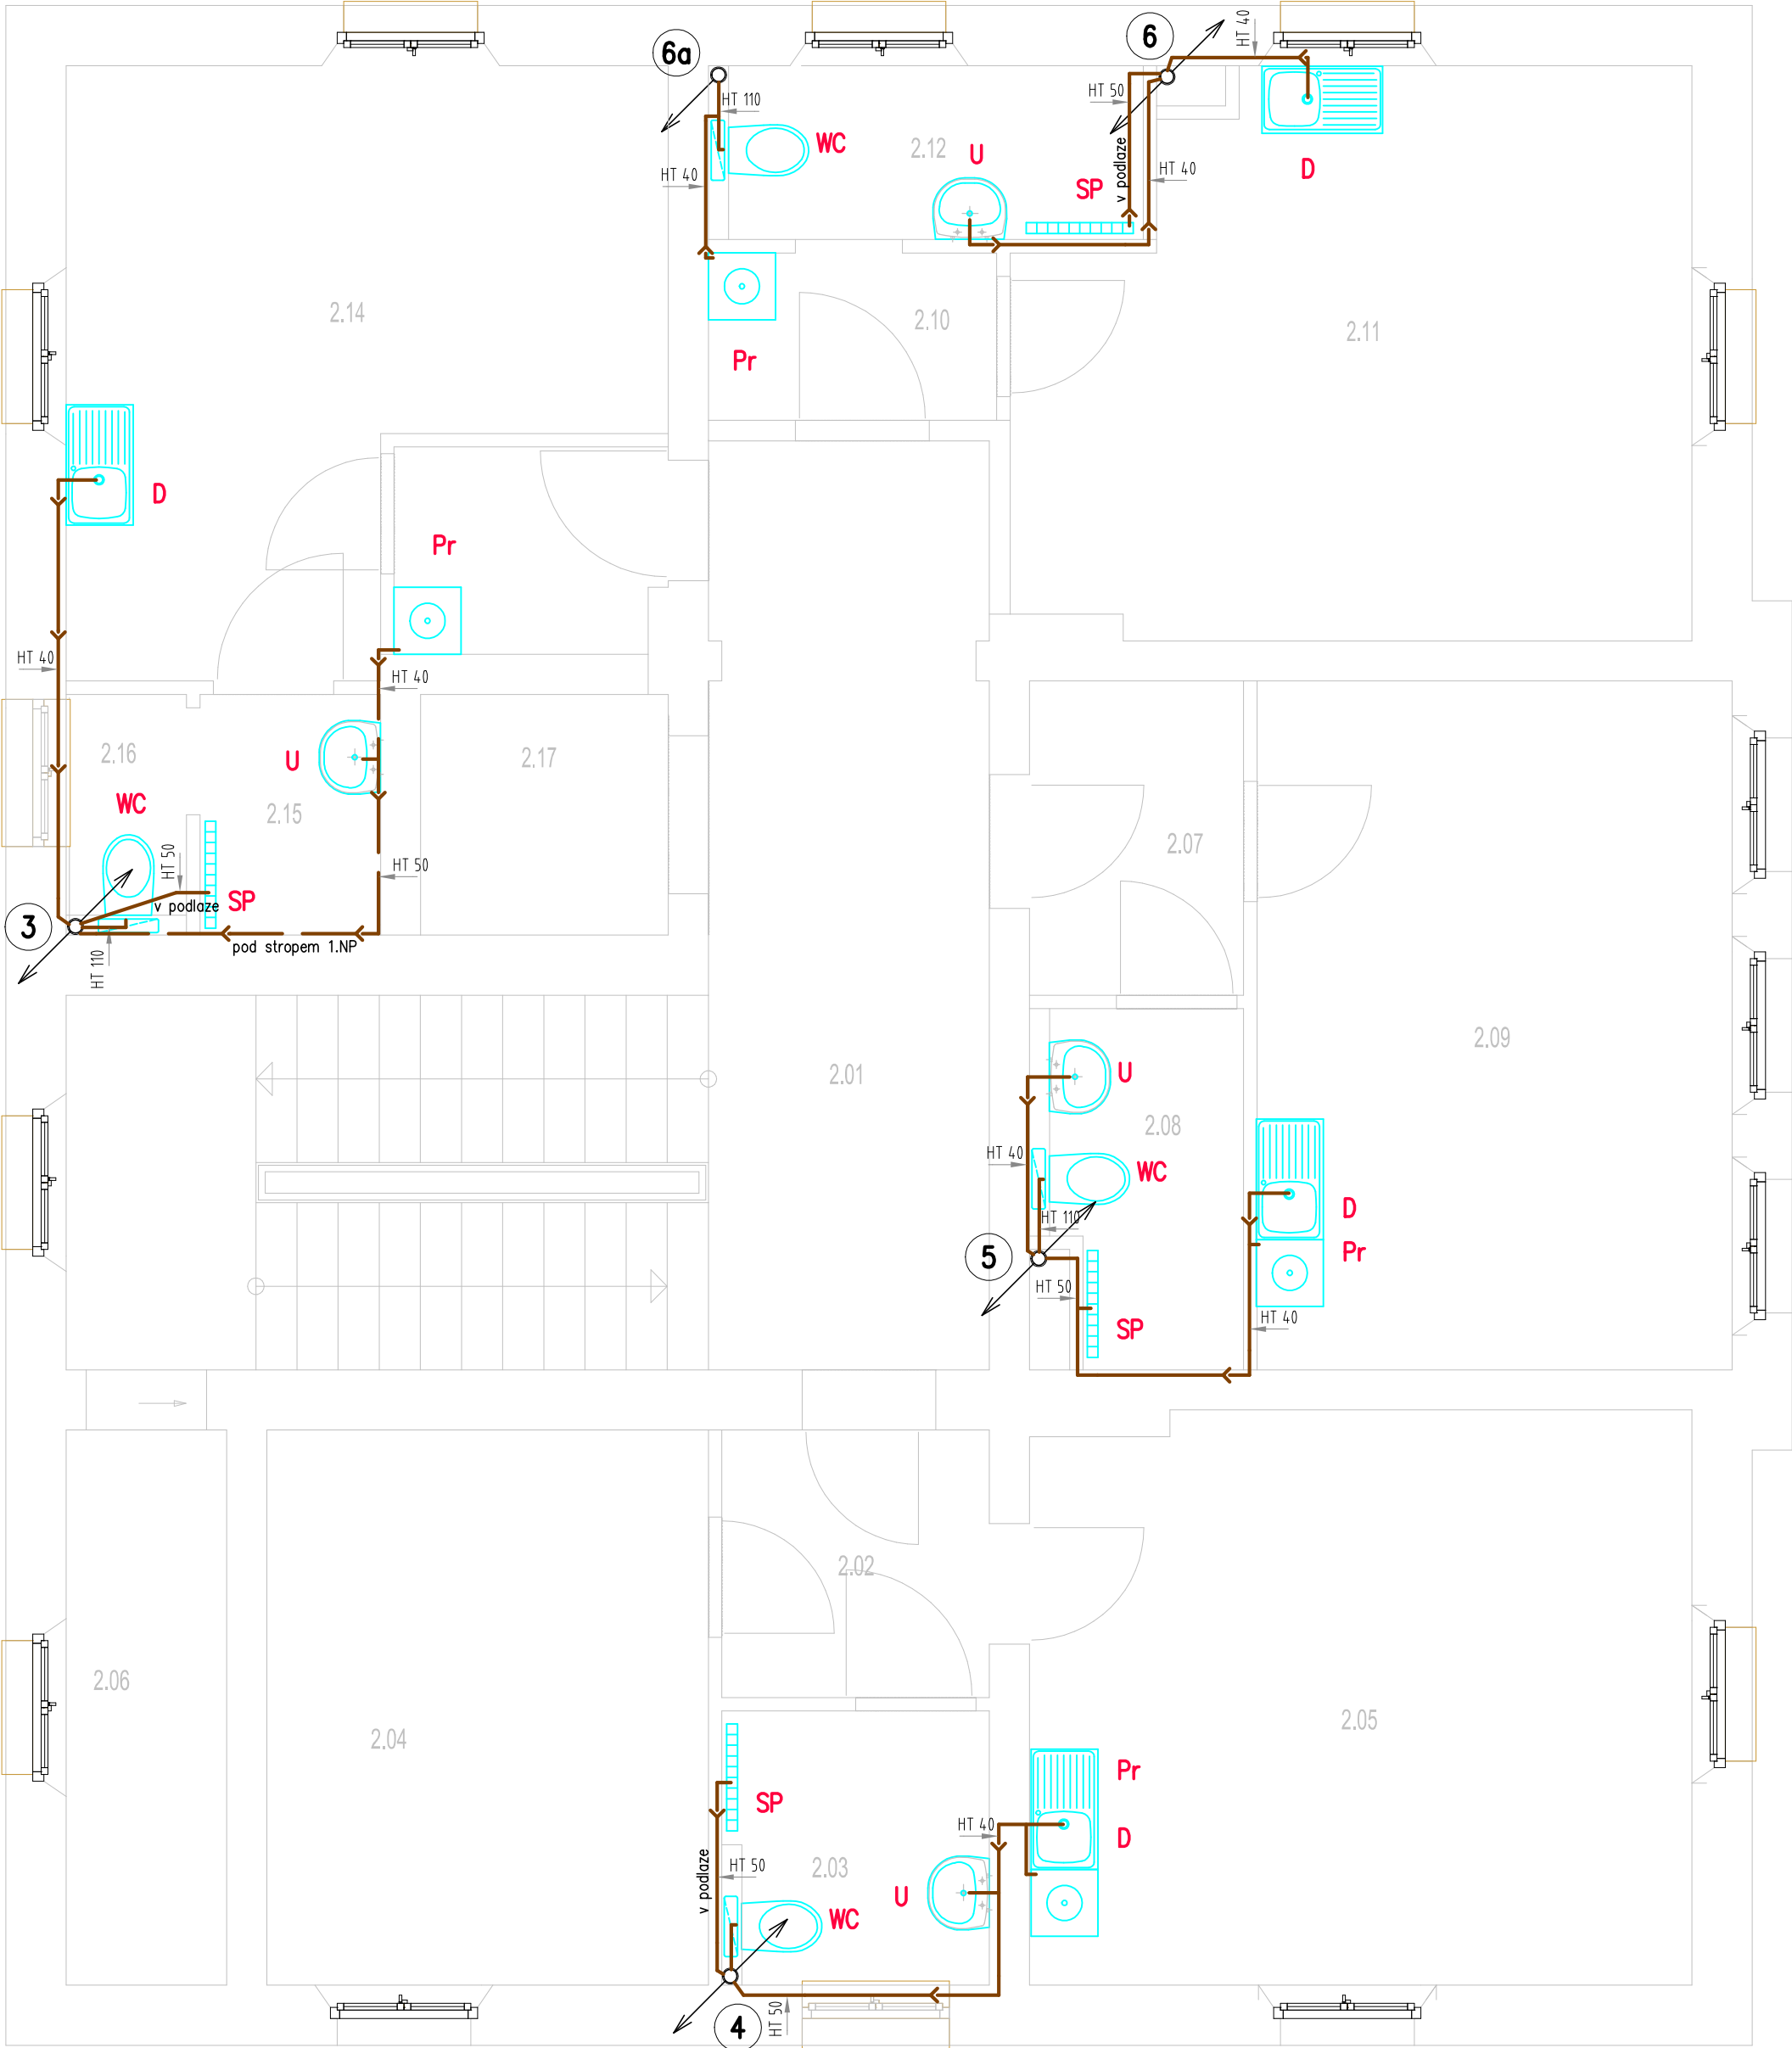 6a
6
HT 40
HT 110
HT 50
WC
2.12
U
v podlaze
D
HT 40
HT 40
SP
2.14
2.10
2.11
Pr
D
Pr
HT 40
HT 40
2.16
U
2.17
WC
2.15
2.07
HT 50
HT 50
SP
v podlaze
3
pod stropem 1.NP
HT 110
2.09
2.01
U
2.08
HT 40
WC
D
HT 110
Pr
5
HT 50
HT 40
SP
2.02
2.06
2.05
2.04
Pr
SP
HT 40
D
v podlaze
HT 50
2.03
U
WC
HT 50
4